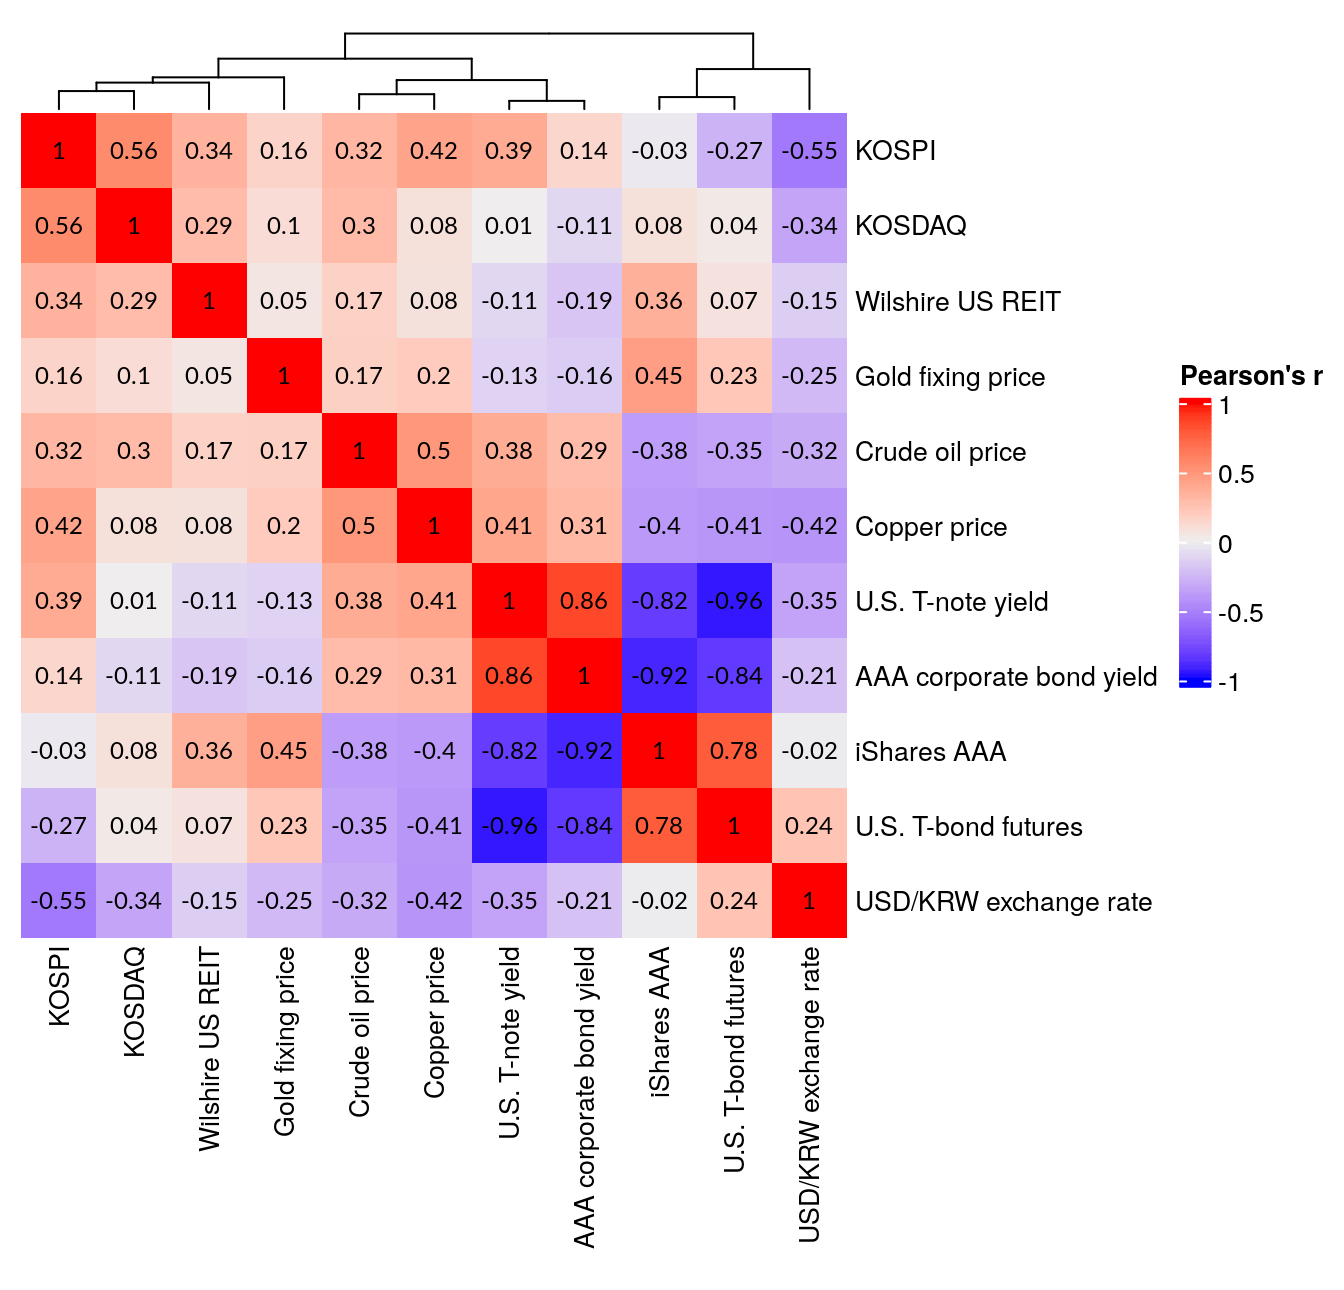 1 0.56 0.34 0.16 0.32 0.42 0.39 0.14 -0.03 -0.27 -0.55 KOSPI
0.56 1 0.29 0.1 0.3 0.08 0.01 -0.11 0.08 0.04 -0.34 KOSDAQ
0.34 0.29 1 0.05 0.17 0.08 -0.11 -0.19 0.36 0.07 -0.15 Wilshire US REIT
0.16 0.1 0.05 1 0.17 0.2 -0.13 -0.16 0.45 0.23 -0.25 Gold fixing price
0.32 0.3 0.17 0.17 1 0.5 0.38 0.29 -0.38 -0.35 -0.32 Crude oil price
0.42 0.08 0.08 0.2 0.5 1 0.41 0.31 -0.4 -0.41 -0.42 Copper price
0.39 0.01 -0.11 -0.13 0.38 0.41 1 0.86 -0.82 -0.96 -0.35 U.S. T-note yield
0.14 -0.11 -0.19 -0.16 0.29 0.31 0.86 1 -0.92 -0.84 -0.21 AAA corporate bond yield
-0.03 0.08 0.36 0.45 -0.38 -0.4 -0.82 -0.92 1 0.78 -0.02 iShares AAA
-0.27 0.04 0.07 0.23 -0.35 -0.41 -0.96 -0.84 0.78 1 0.24 U.S. T-bond futures
-0.55 -0.34 -0.15 -0.25 -0.32 -0.42 -0.35 -0.21 -0.02 0.24 1 USD/KRW exchange rate
KOSPI
KOSDAQ
Wilshire US REIT
Gold fixing price
Crude oil price
Copper price
U.S. T-note yield
AAA corporate bond yield
iShares AAA
U.S. T-bond futures
USD/KRW exchange rate
Pearson's r
1
0.5
0
-0.5
-1